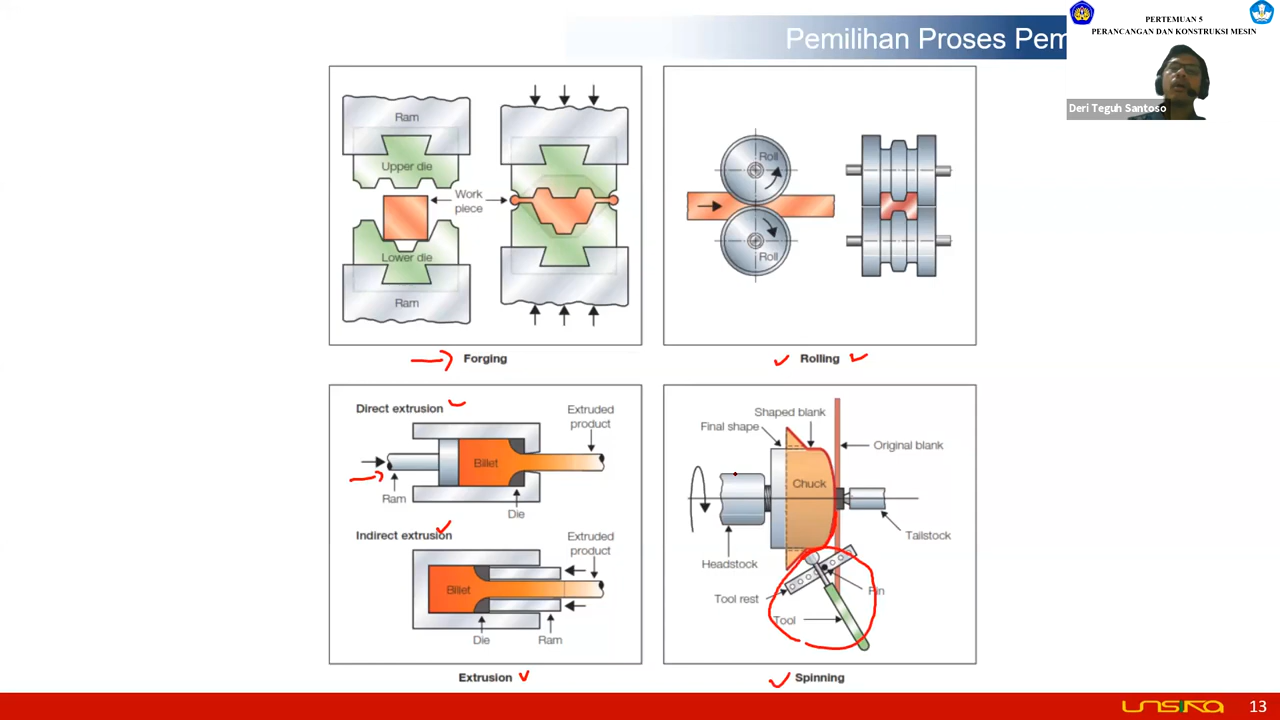 Pemilihan Proses Pem
PERTEMUAN 5
PERANCANGAN DAN KONSTRUKSI MESIN
Deri Teguh Santoso
Ram
Upper die
Work
piece
Lower die
Ram
Forging
Roll
Roll
Rolling
Direct extrusion
Extruded
product
Billet
Ram
Die
Indirect extrusion
Extruded
product
Billet
Die
Ram
Extrusion
Shaped blank
Final shape
Original blank
Chuck
Tailstock
Headstock
Pin
Tool rest
Tool
Spinning
unsika
13